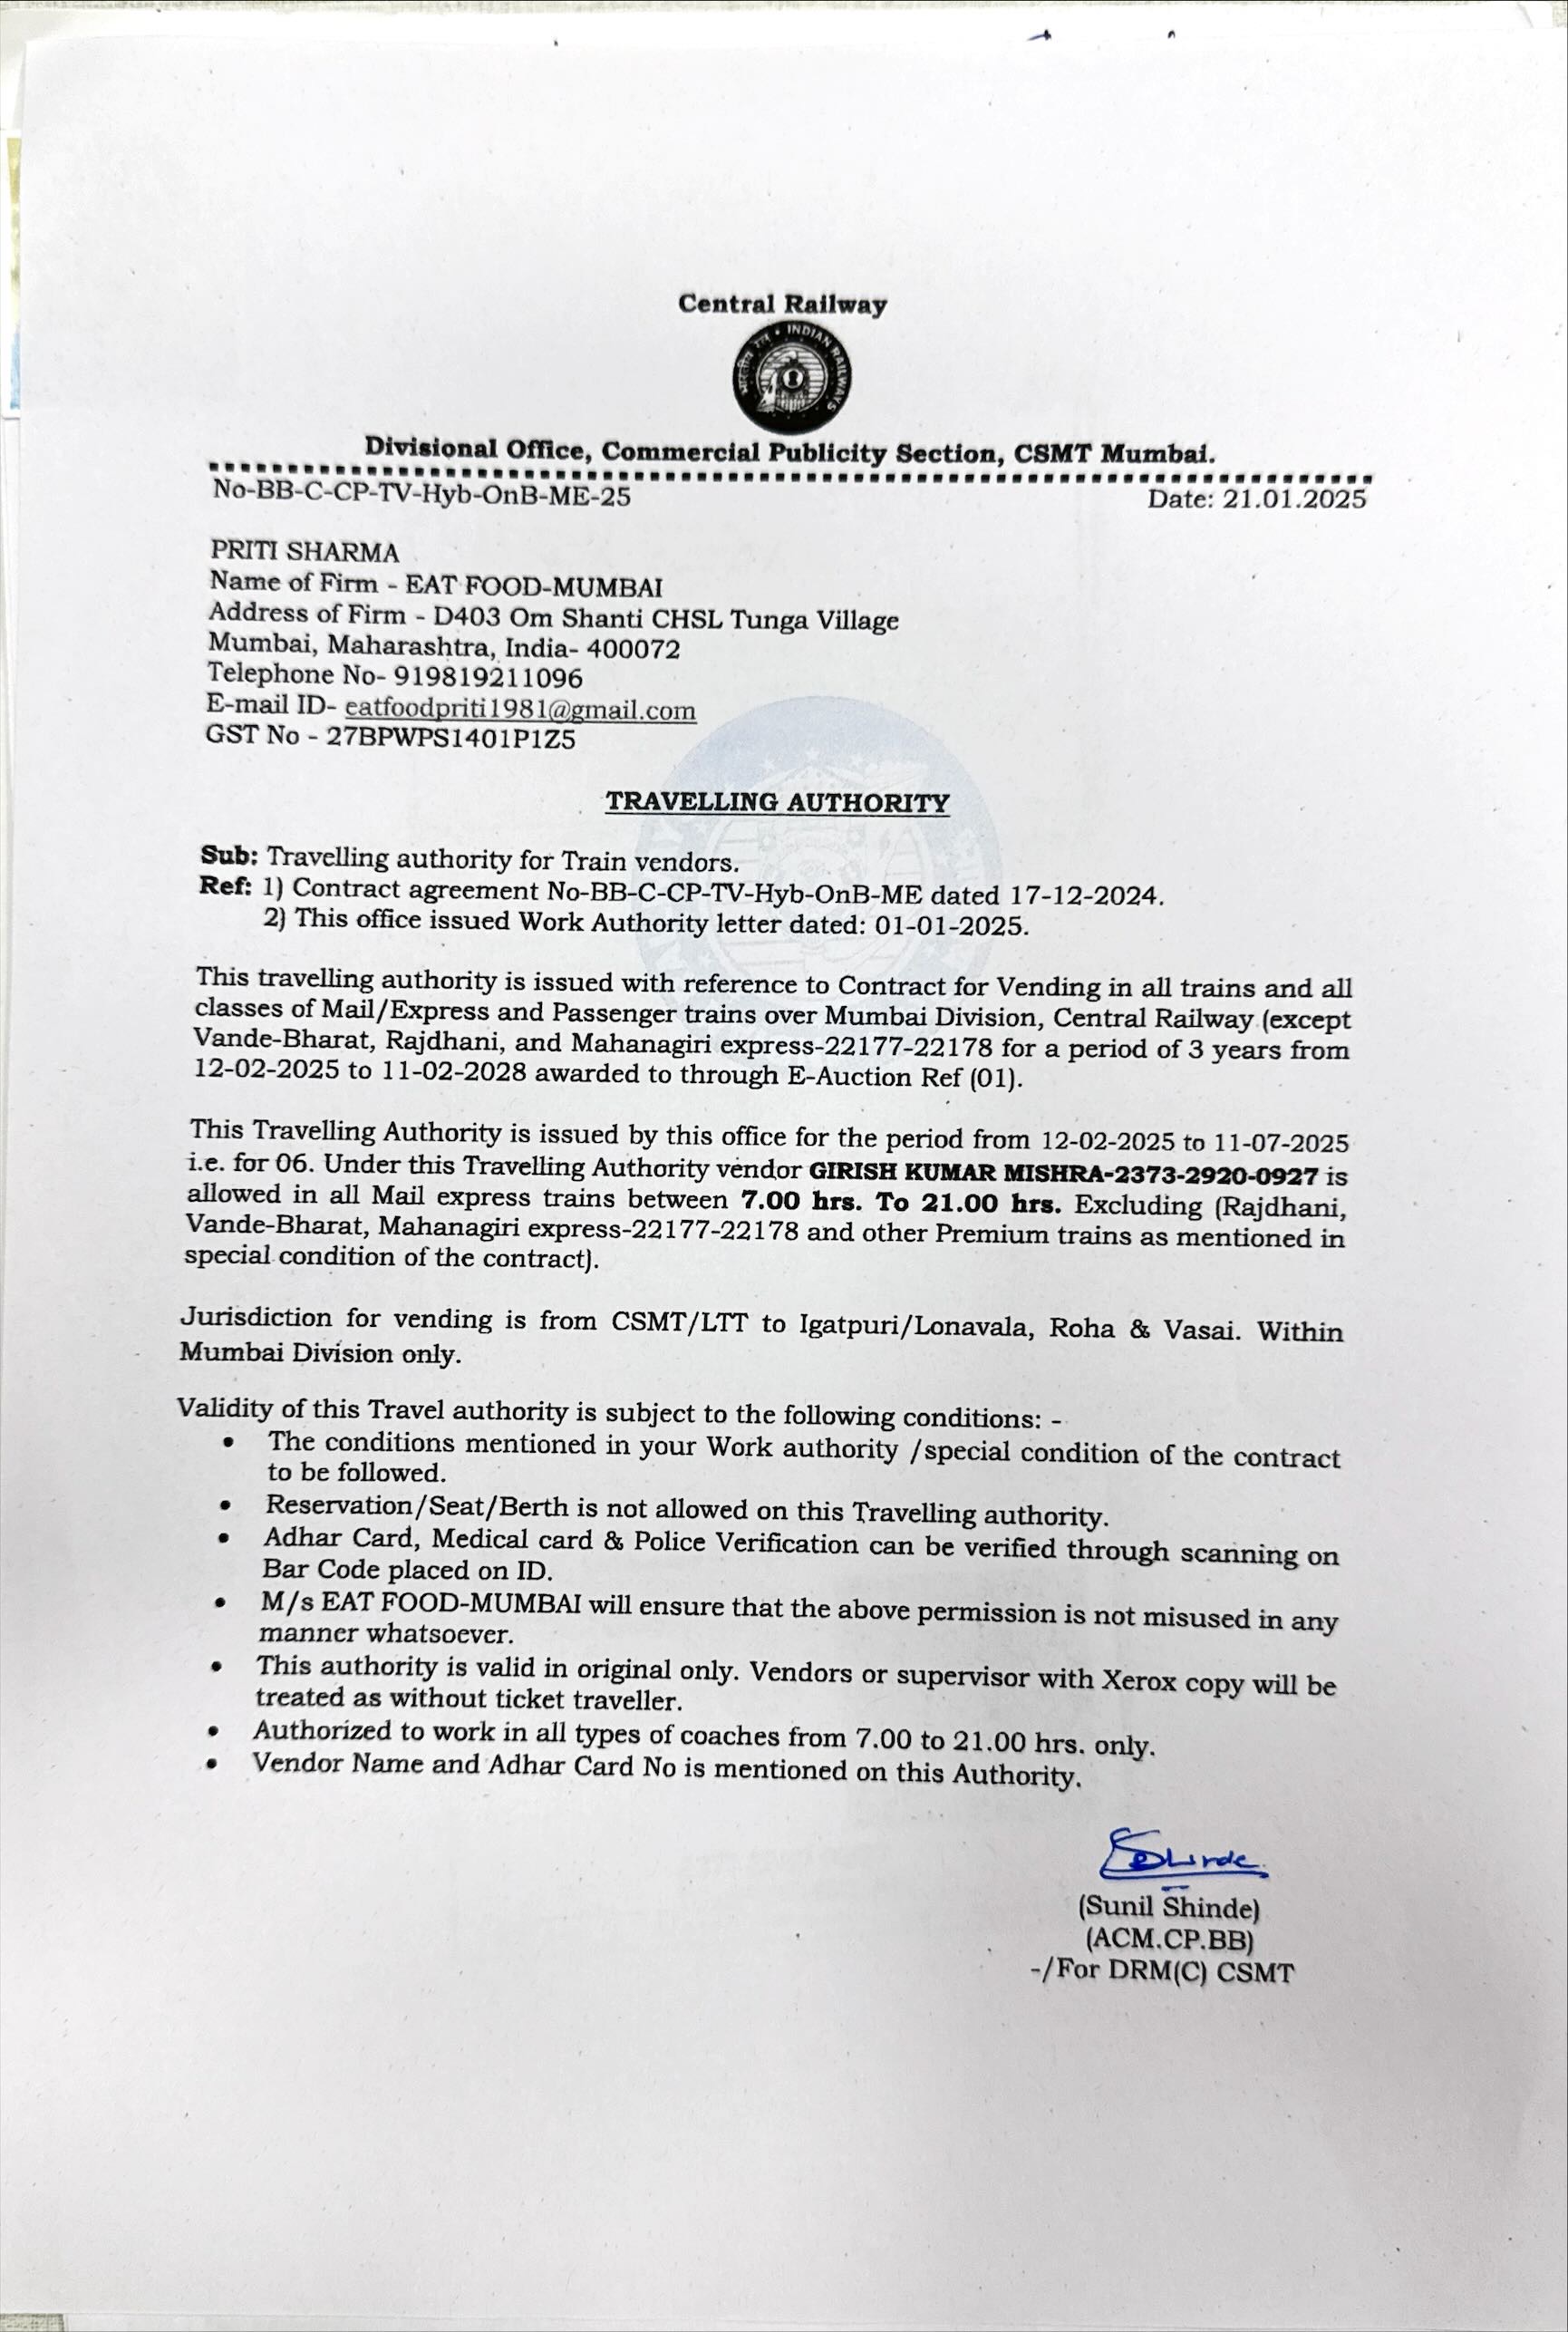 Central Railway
भारतीय रेल • INDIAN RAILWAYS
Divisional Office, Commercial Publicity Section, CSMT Mumbai.
No-BB-C-CP-TV-Hyb-OnB-ME-25 Date: 21.01.2025
PRITI SHARMA
Name of Firm - EAT FOOD-MUMBAI
Address of Firm - D403 Om Shanti CHSL Tunga Village
Mumbai, Maharashtra, India- 400072
Telephone No- 919819211096
E-mail ID- eatfoodpriti1981@gmail.com
GST No - 27BPWPS1401P1Z5
TRAVELLING AUTHORITY
Sub: Travelling authority for Train vendors.
Ref: 1) Contract agreement No-BB-C-CP-TV-Hyb-OnB-ME dated 17-12-2024.
2) This office issued Work Authority letter dated: 01-01-2025.
This travelling authority is issued with reference to Contract for Vending in all trains and all
classes of Mail/Express and Passenger trains over Mumbai Division, Central Railway (except
Vande-Bharat, Rajdhani, and Mahanagiri express-22177-22178 for a period of 3 years from
12-02-2025 to 11-02-2028 awarded to through E-Auction Ref (01).
This Travelling Authority is issued by this office for the period from 12-02-2025 to 11-07-2025
i.e. for 06. Under this Travelling Authority vendor GIRISH KUMAR MISHRA-2373-2920-0927 is
allowed in all Mail express trains between 7.00 hrs. To 21.00 hrs. Excluding (Rajdhani,
Vande-Bharat, Mahanagiri express-22177-22178 and other Premium trains as mentioned in
special condition of the contract).
Jurisdiction for vending is from CSMT/LTT to Igatpuri/Lonavala, Roha & Vasai. Within
Mumbai Division only.
Validity of this Travel authority is subject to the following conditions: -
• The conditions mentioned in your Work authority /special condition of the contract
to be followed.
• Reservation/Seat/Berth is not allowed on this Travelling authority.
• Adhar Card, Medical card & Police Verification can be verified through scanning on
Bar Code placed on ID.
• M/s EAT FOOD-MUMBAI will ensure that the above permission is not misused in any
manner whatsoever.
• This authority is valid in original only. Vendors or supervisor with Xerox copy will be
treated as without ticket traveller.
• Authorized to work in all types of coaches from 7.00 to 21.00 hrs. only.
• Vendor Name and Adhar Card No is mentioned on this Authority.
SShinde
(Sunil Shinde)
(ACM.CP.BB)
-/For DRM(C) CSMT